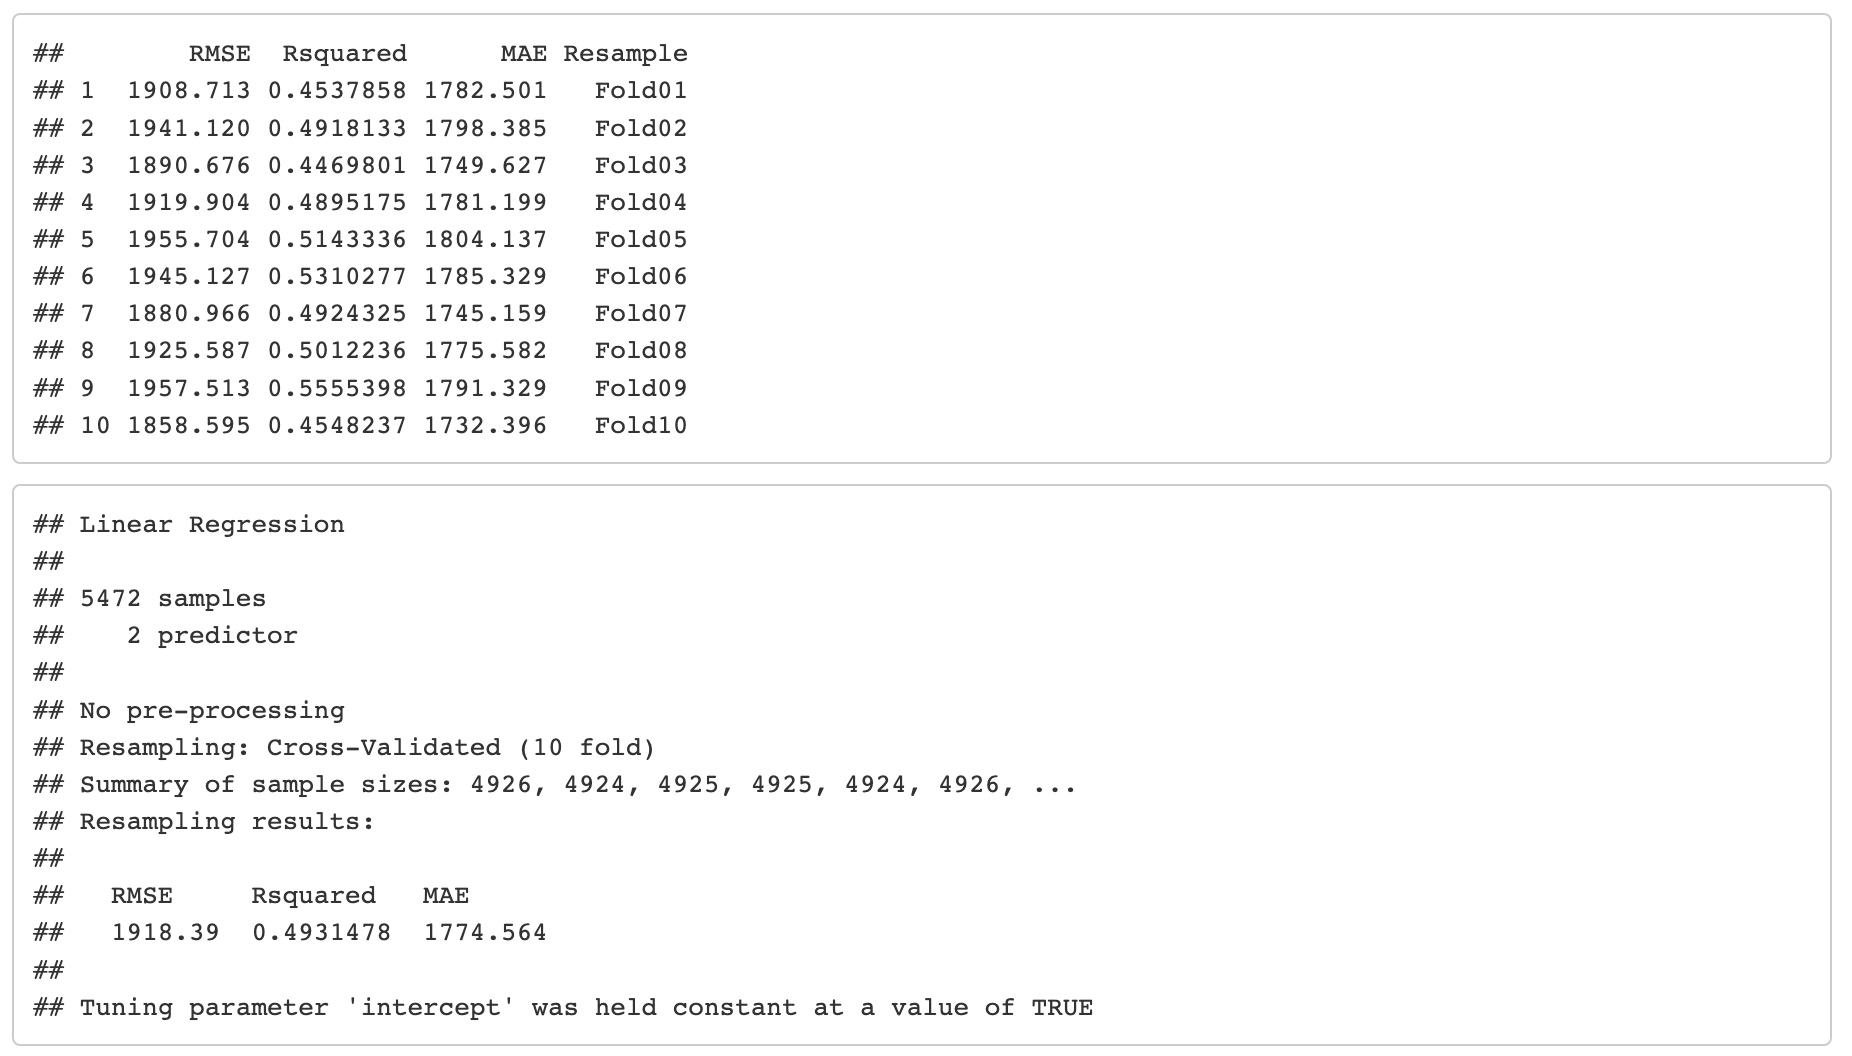 ##        RMSE  Rsquared      MAE Resample
## 1  1908.713 0.4537858 1782.501   Fold01
## 2  1941.120 0.4918133 1798.385   Fold02
## 3  1890.676 0.4469801 1749.627   Fold03
## 4  1919.904 0.4895175 1781.199   Fold04
## 5  1955.704 0.5143336 1804.137   Fold05
## 6  1945.127 0.5310277 1785.329   Fold06
## 7  1880.966 0.4924325 1745.159   Fold07
## 8  1925.587 0.5012236 1775.582   Fold08
## 9  1957.513 0.5555398 1791.329   Fold09
## 10 1858.595 0.4548237 1732.396   Fold10
## Linear Regression
##
## 5472 samples
##    2 predictor
##
## No pre-processing
## Resampling: Cross-Validated (10 fold)
## Summary of sample sizes: 4926, 4924, 4925, 4925, 4924, 4926, ...
## Resampling results:
##
##   RMSE     Rsquared   MAE
##   1918.39  0.4931478  1774.564
##
## Tuning parameter 'intercept' was held constant at a value of TRUE